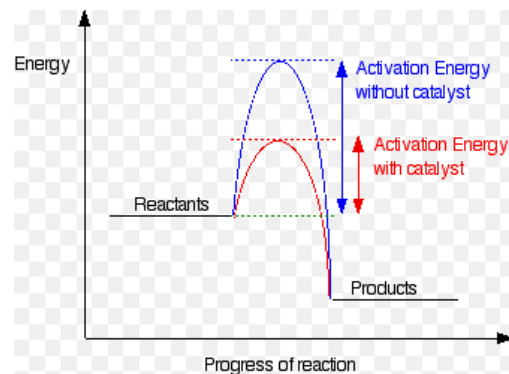 Energy
Activation Energy
without catalyst
Activation Energy
with catalyst
Reactants
Products
Progress of reaction